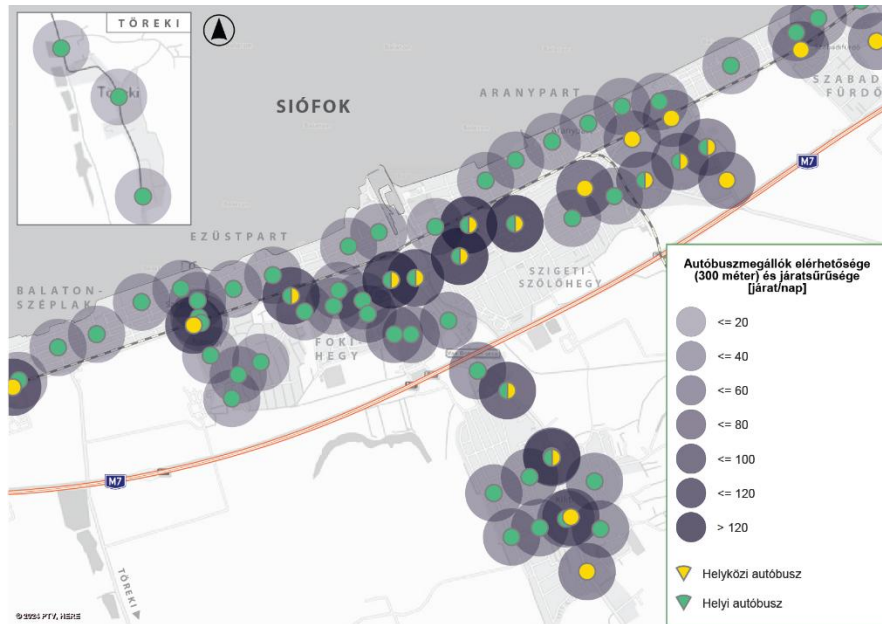 TÖREKI
Töreki
SIÓFOK
ARANYPART
SZABAD
FÜRDŐ
M7
EZÜSTPART
BALATON-
SZÉPLAK
SZIGETI-
SZŐLŐHEGY
FOKI-
HEGY
M7
TÖREKI
Autóbuszmegállók elérhetősége
(300 méter) és járatsűrűsége
[járat/nap]
<= 20
<= 40
<= 60
<= 80
<= 100
<= 120
> 120
Helyközi autóbusz
Helyi autóbusz
© 2024 PTV, HERE